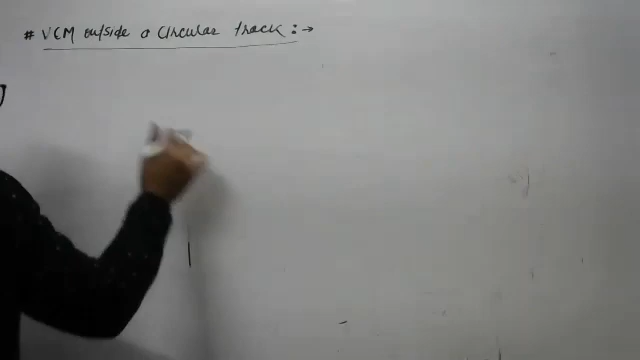 # VCM outside a circular track :→